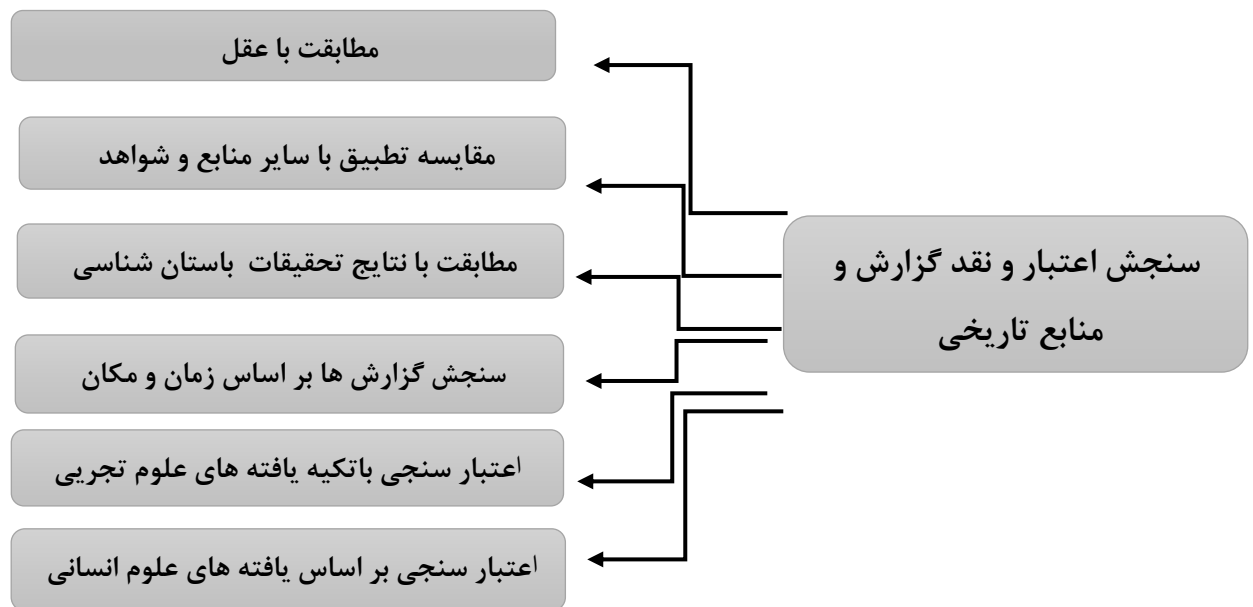 سنجش اعتبار و نقد گزارش و
منابع تاریخی
مطابقت با عقل
مقایسه تطبیق با سایر منابع و شواهد
مطابقت با نتایج تحقیقات باستان شناسی
سنجش گزارش ها بر اساس زمان و مکان
اعتبار سنجی باتکیه یافته های علوم تجریی
اعتبار سنجی بر اساس یافته های علوم انسانی